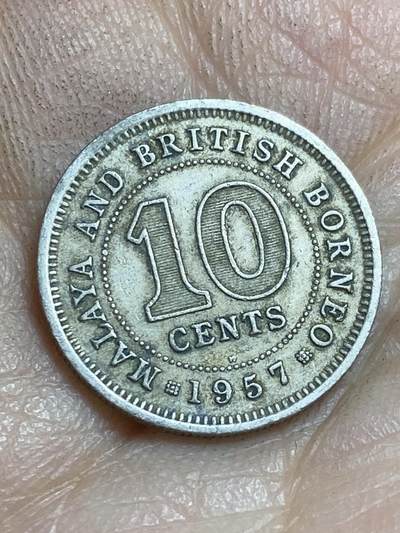 MALAYA AND BRITISH BORNEO
10
CENTS
1957